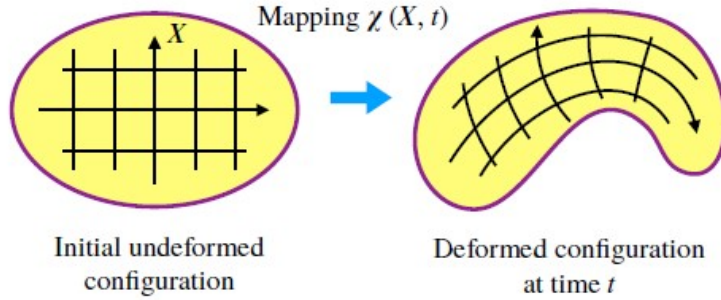 Mapping χ (X, t)
X
Initial undeformed
configuration
Deformed configuration
at time t